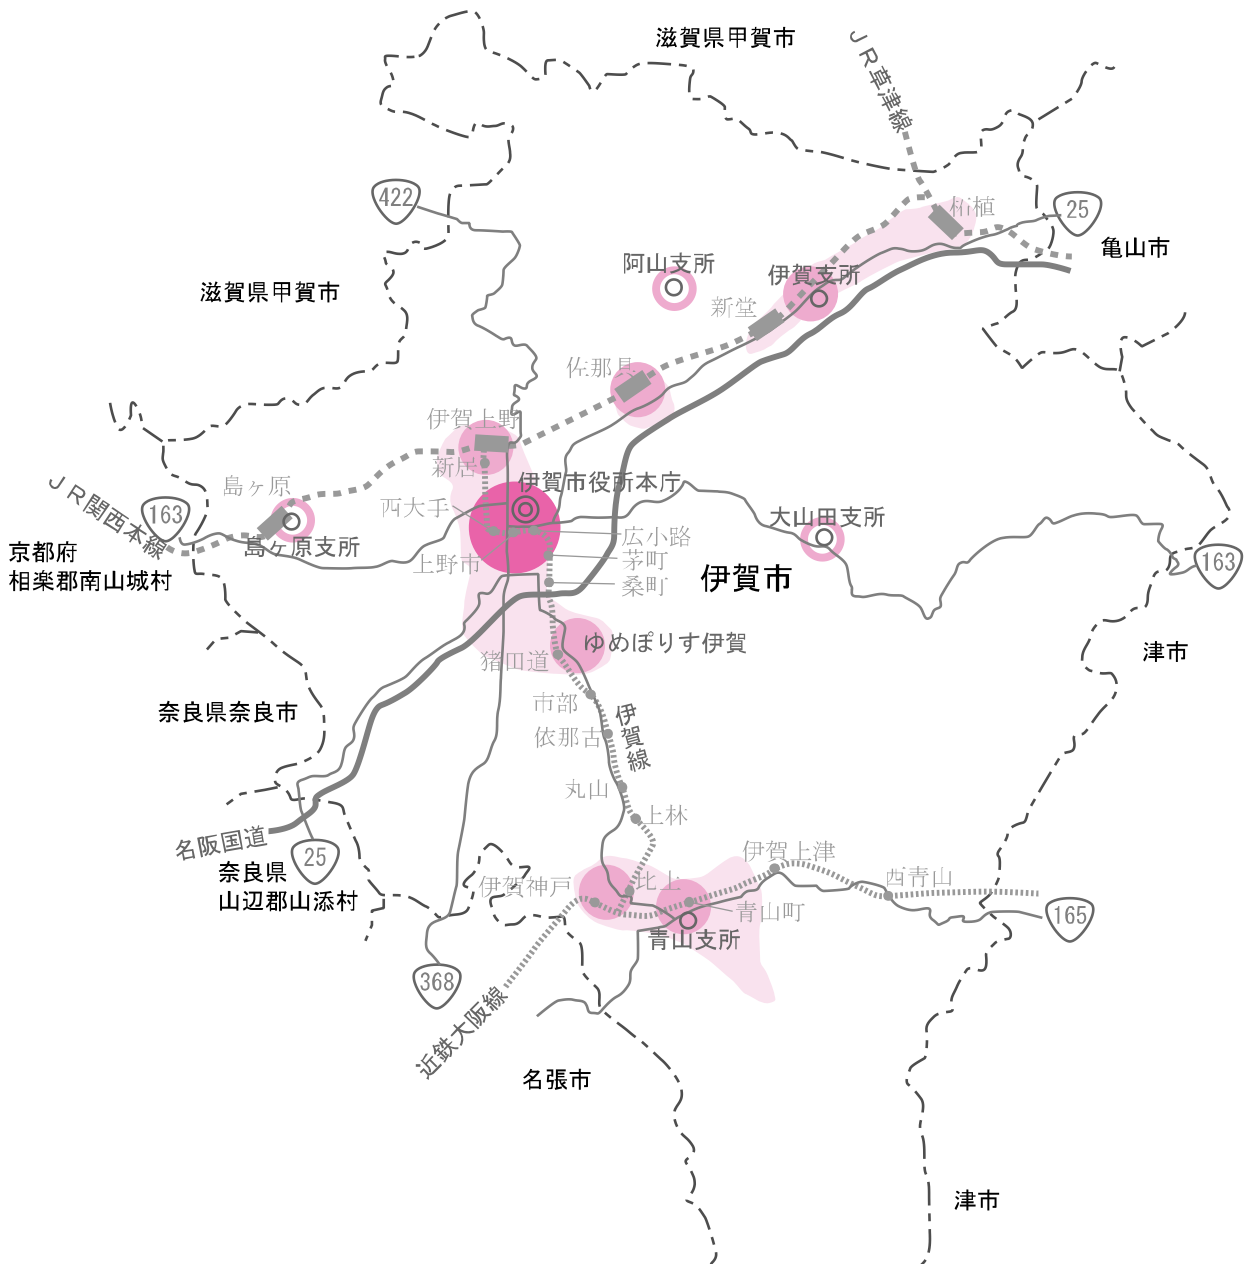 滋賀県甲賀市
JR草津線
422
柘植
25
亀山市
阿山支所
伊賀支所
滋賀県甲賀市
新堂
佐那具
伊賀上野
新居
伊賀市役所本庁
島ヶ原
JR関西本線
163
西大手
大山田支所
広小路
島ヶ原支所
京都府
相楽郡南山城村
上野市
茅町
163
伊賀市
桑町
ゆめぽりす伊賀
猪田道
津市
奈良県奈良市
市部
伊賀線
依那古
丸山
上林
名阪国道
25
奈良県
山辺郡山添村
伊賀上津
西青山
伊賀神戸
比土
青山町
165
青山支所
368
近鉄大阪線
名張市
津市